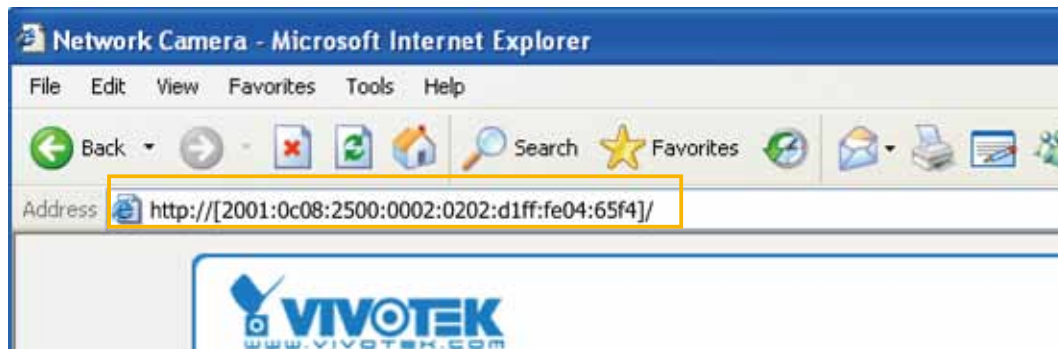 Network Camera - Microsoft Internet Explorer
File Edit View Favorites Tools Help
Back Search Favorites
Address http://[2001:0c08:2500:0002:0202:d1ff:fe04:65f4]/
VIVOTEK
WWW.VIVOTEK.COM